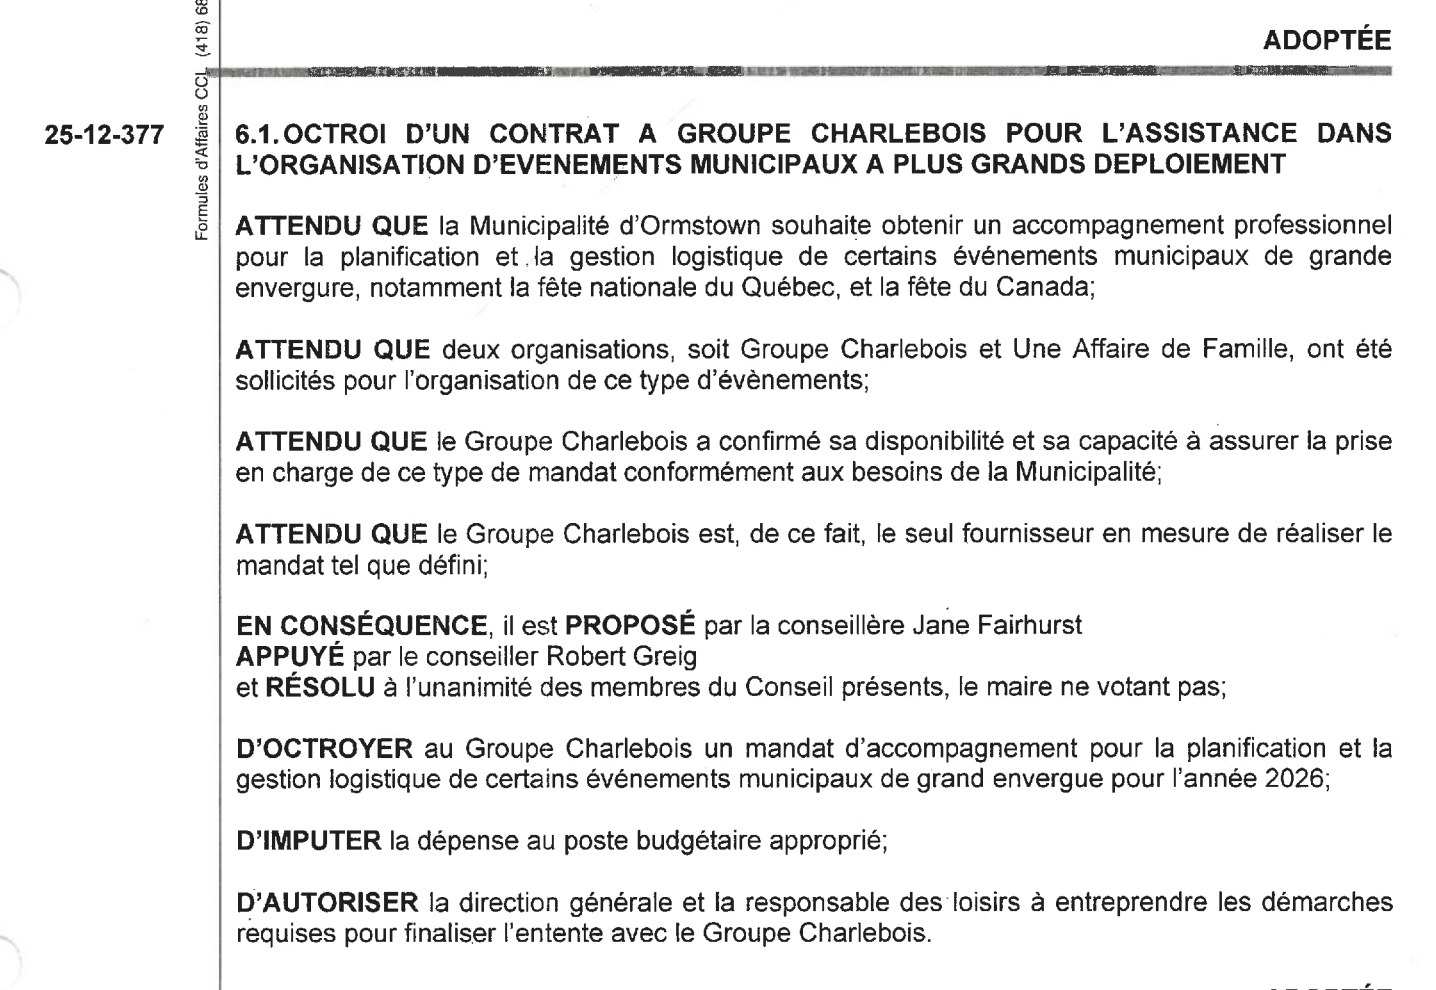 ADOPTÉE
Formules d'Affaires CCL (418) 68
25-12-377
6.1. OCTROI D'UN CONTRAT A GROUPE CHARLEBOIS POUR L'ASSISTANCE DANS
L'ORGANISATION D'EVENEMENTS MUNICIPAUX A PLUS GRANDS DEPLOIEMENT
ATTENDU QUE la Municipalité d'Ormstown souhaite obtenir un accompagnement professionnel
pour la planification et la gestion logistique de certains événements municipaux de grande
envergure, notamment la fête nationale du Québec, et la fête du Canada;
ATTENDU QUE deux organisations, soit Groupe Charlebois et Une Affaire de Famille, ont été
sollicités pour l'organisation de ce type d'évènements;
ATTENDU QUE le Groupe Charlebois a confirmé sa disponibilité et sa capacité à assurer la prise
en charge de ce type de mandat conformément aux besoins de la Municipalité;
ATTENDU QUE le Groupe Charlebois est, de ce fait, le seul fournisseur en mesure de réaliser le
mandat tel que défini;
EN CONSÉQUENCE, il est PROPOSÉ par la conseillère Jane Fairhurst
APPUYÉ par le conseiller Robert Greig
et RÉSOLU à l'unanimité des membres du Conseil présents, le maire ne votant pas;
D'OCTROYER au Groupe Charlebois un mandat d'accompagnement pour la planification et la
gestion logistique de certains événements municipaux de grand envergue pour l'année 2026;
D'IMPUTER la dépense au poste budgétaire approprié;
D'AUTORISER la direction générale et la responsable des loisirs à entreprendre les démarches
requises pour finaliser l'entente avec le Groupe Charlebois.